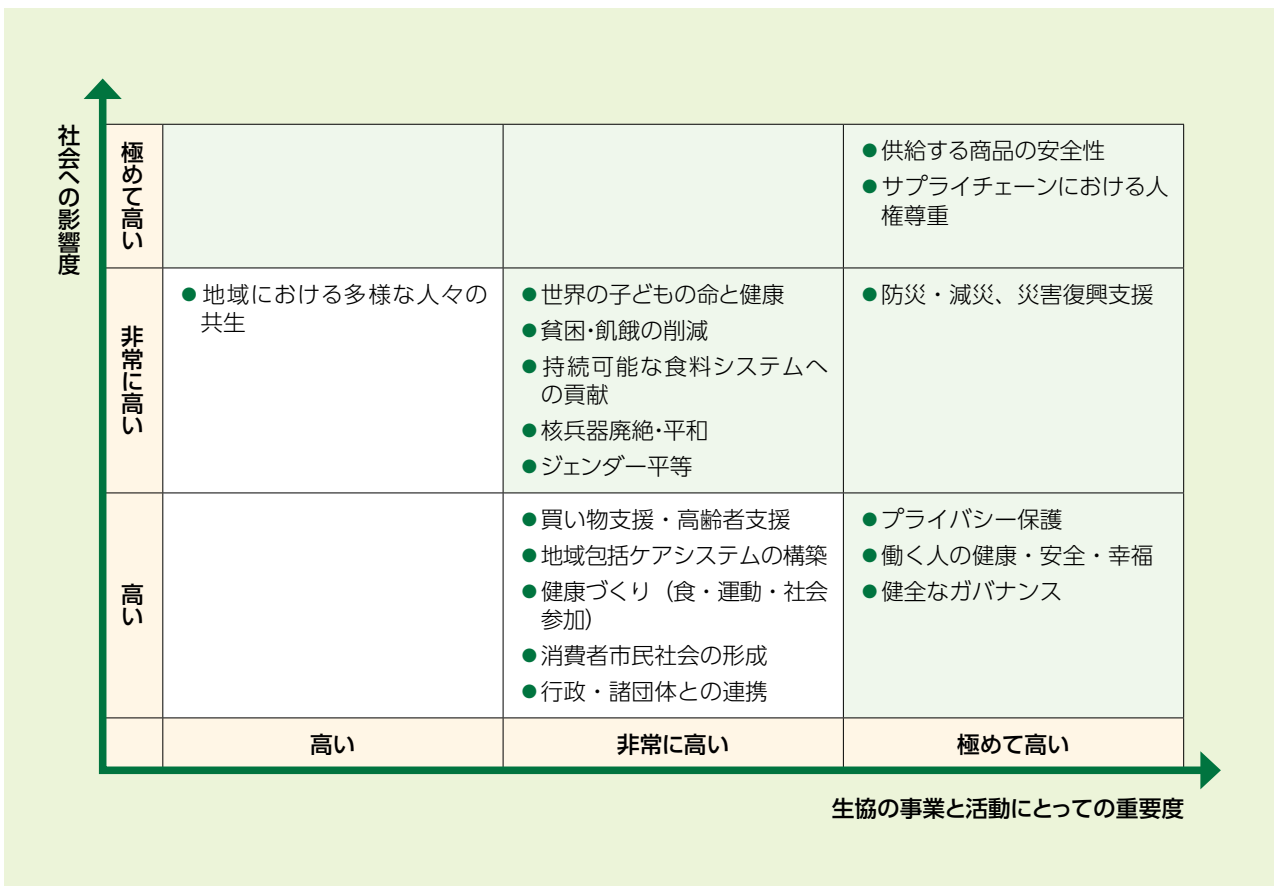 社会への影響度
極めて高い
●供給する商品の安全性
●サプライチェーンにおける人
権尊重
非常に高い
●地域における多様な人々の
共生
●世界の子どもの命と健康
●貧困・飢餓の削減
●持続可能な食料システムへ
の貢献
●核兵器廃絶・平和
●ジェンダー平等
●防災・減災、災害復興支援
高い
●買い物支援・高齢者支援
●地域包括ケアシステムの構築
●健康づくり（食・運動・社会
参加）
●消費者市民社会の形成
●行政・諸団体との連携
●プライバシー保護
●働く人の健康・安全・幸福
●健全なガバナンス
高い
非常に高い
極めて高い
生協の事業と活動にとっての重要度